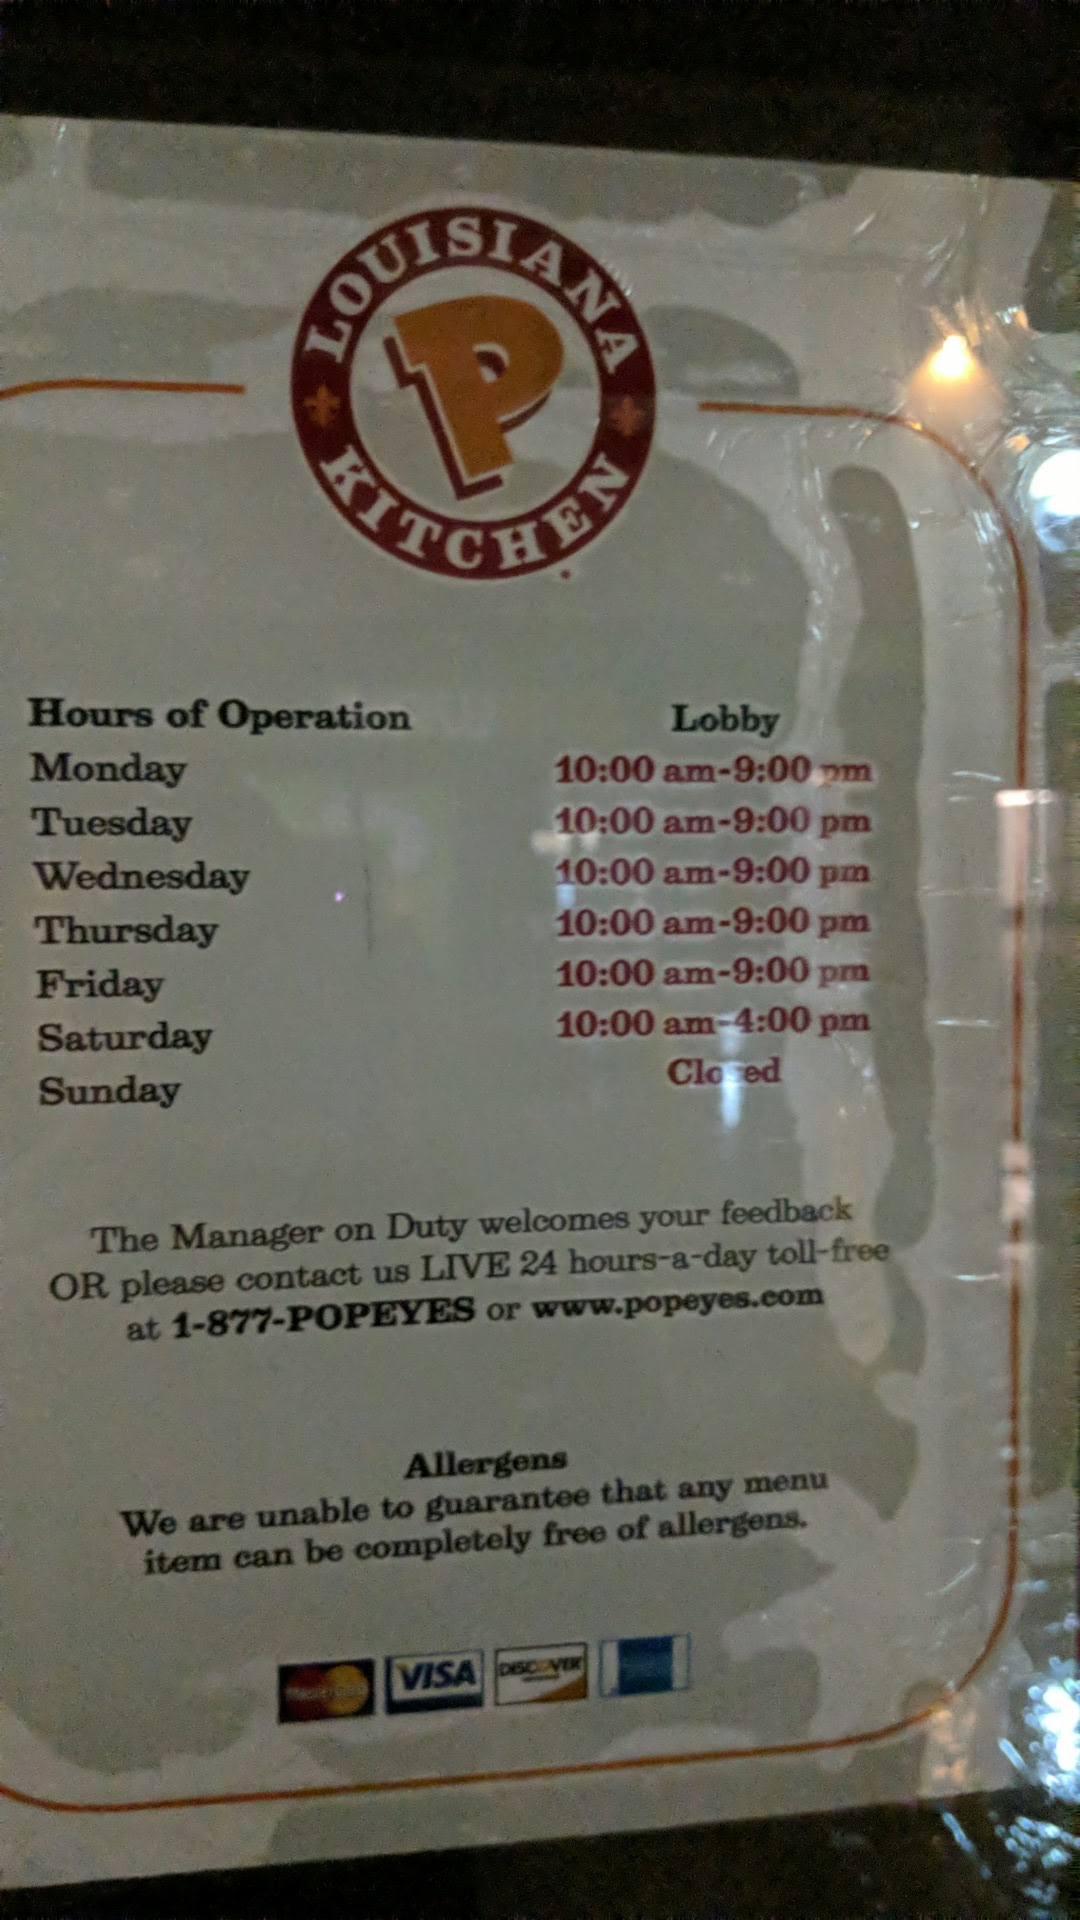 LOUISIANA
P
KITCHEN
Hours of Operation Lobby
Monday 10:00 am-9:00 pm
Tuesday 10:00 am-9:00 pm
Wednesday 10:00 am-9:00 pm
Thursday 10:00 am-9:00 pm
Friday 10:00 am-9:00 pm
Saturday 10:00 am-4:00 pm
Sunday Closed
The Manager on Duty welcomes your feedback
OR please contact us LIVE 24 hours-a-day toll-free
at 1-877-POPEYES or www.popeyes.com
Allergens
We are unable to guarantee that any menu
item can be completely free of allergens.
MasterCard VISA DISCOVER